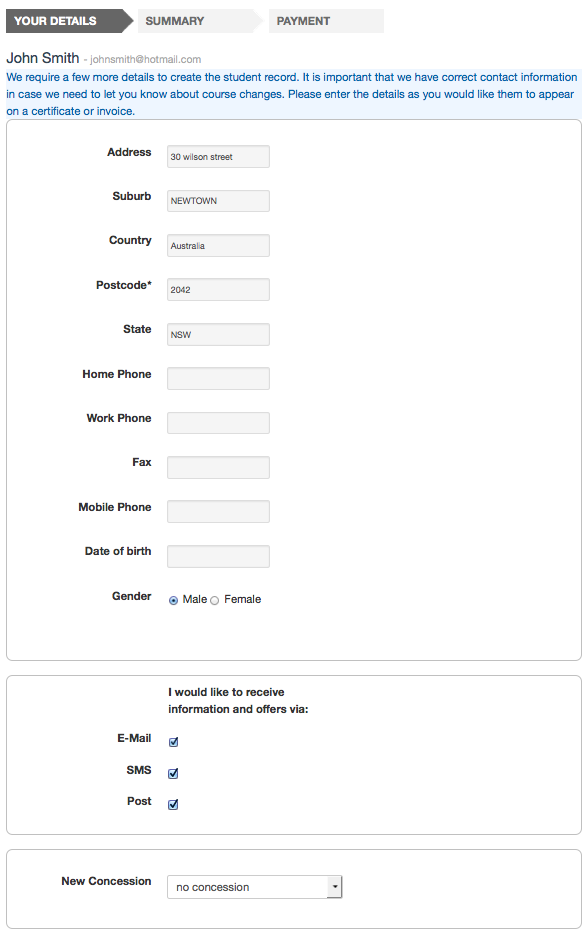 YOUR DETAILS SUMMARY PAYMENT
John Smith - johnsmith@hotmail.com
We require a few more details to create the student record. It is important that we have correct contact information
in case we need to let you know about course changes. Please enter the details as you would like them to appear
on a certificate or invoice.
Address 30 wilson street
Suburb NEWTOWN
Country Australia
Postcode* 2042
State NSW
Home Phone
Work Phone
Fax
Mobile Phone
Date of birth
Gender Male Female
I would like to receive
information and offers via:
E-Mail
SMS
Post
New Concession no concession